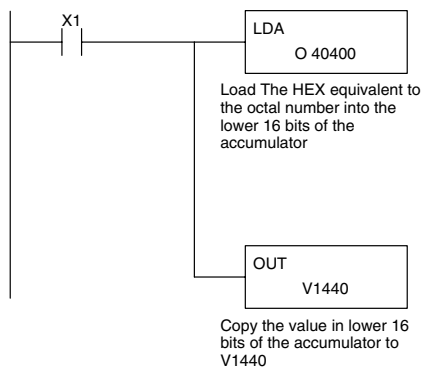 X1
LDA
O 40400
Load The HEX equivalent to
the octal number into the
lower 16 bits of the
accumulator
OUT
V1440
Copy the value in lower 16
bits of the accumulator to
V1440